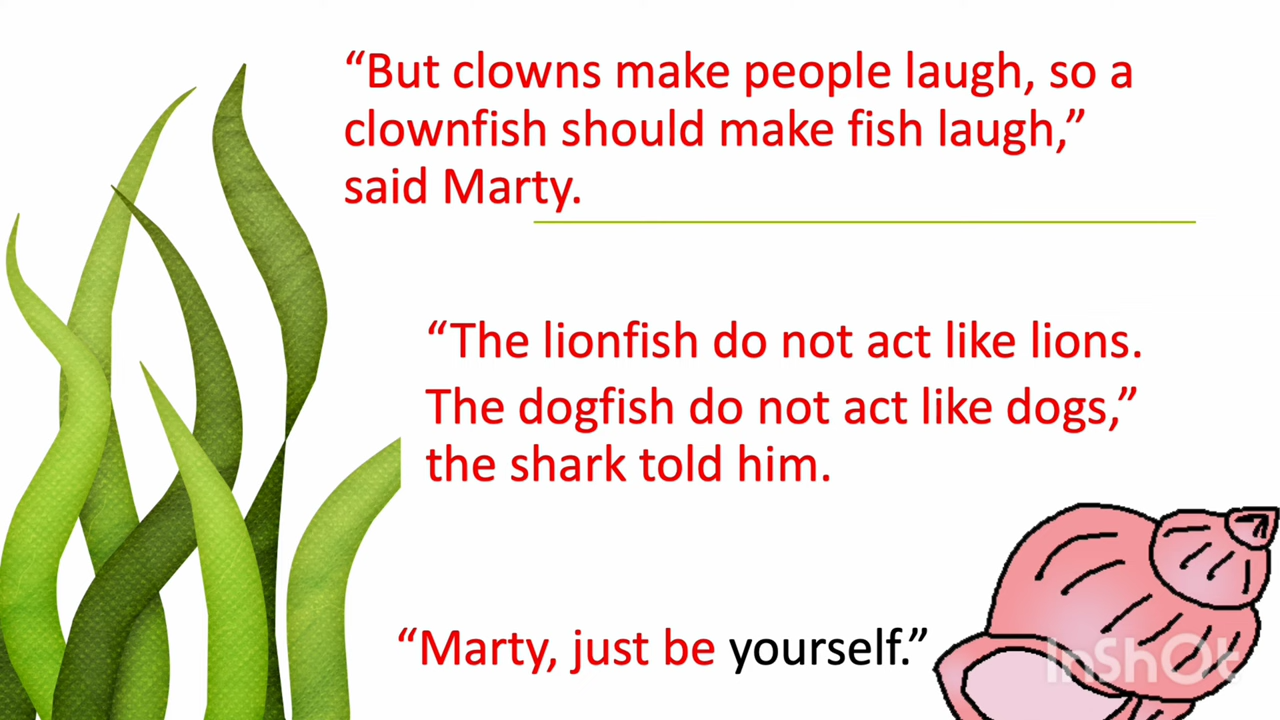 “But clowns make people laugh, so a
clownfish should make fish laugh,”
said Marty.
“The lionfish do not act like lions.
The dogfish do not act like dogs,”
the shark told him.
“Marty, just be yourself.”
InShOt